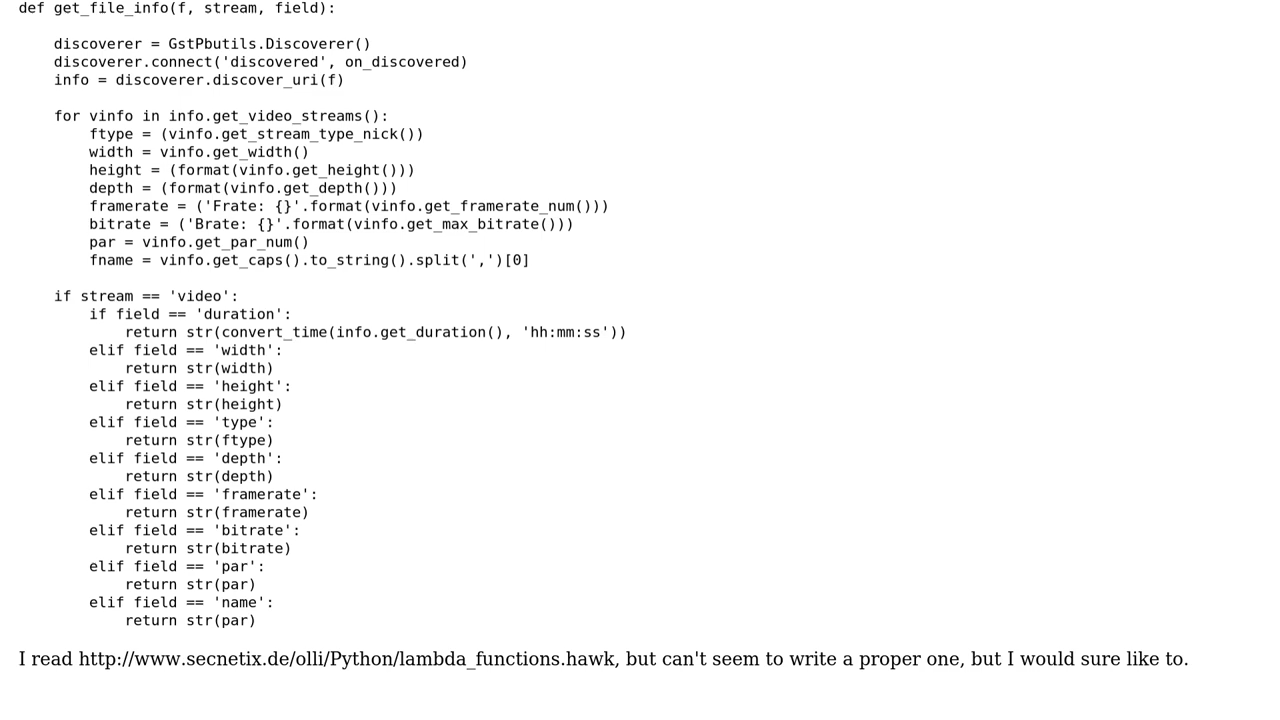 def get_file_info(f, stream, field):

    discoverer = GstPbutils.Discoverer()
    discoverer.connect('discovered', on_discovered)
    info = discoverer.discover_uri(f)

    for vinfo in info.get_video_streams():
        ftype = (vinfo.get_stream_type_nick())
        width = vinfo.get_width()
        height = (format(vinfo.get_height()))
        depth = (format(vinfo.get_depth()))
        framerate = ('Frate: {}'.format(vinfo.get_framerate_num()))
        bitrate = ('Brate: {}'.format(vinfo.get_max_bitrate()))
        par = vinfo.get_par_num()
        fname = vinfo.get_caps().to_string().split(',')[0]

    if stream == 'video':
        if field == 'duration':
            return str(convert_time(info.get_duration(), 'hh:mm:ss'))
        elif field == 'width':
            return str(width)
        elif field == 'height':
            return str(height)
        elif field == 'type':
            return str(ftype)
        elif field == 'depth':
            return str(depth)
        elif field == 'framerate':
            return str(framerate)
        elif field == 'bitrate':
            return str(bitrate)
        elif field == 'par':
            return str(par)
        elif field == 'name':
            return str(par)

I read http://www.secnetix.de/olli/Python/lambda_functions.hawk, but can't seem to write a proper one, but I would sure like to.